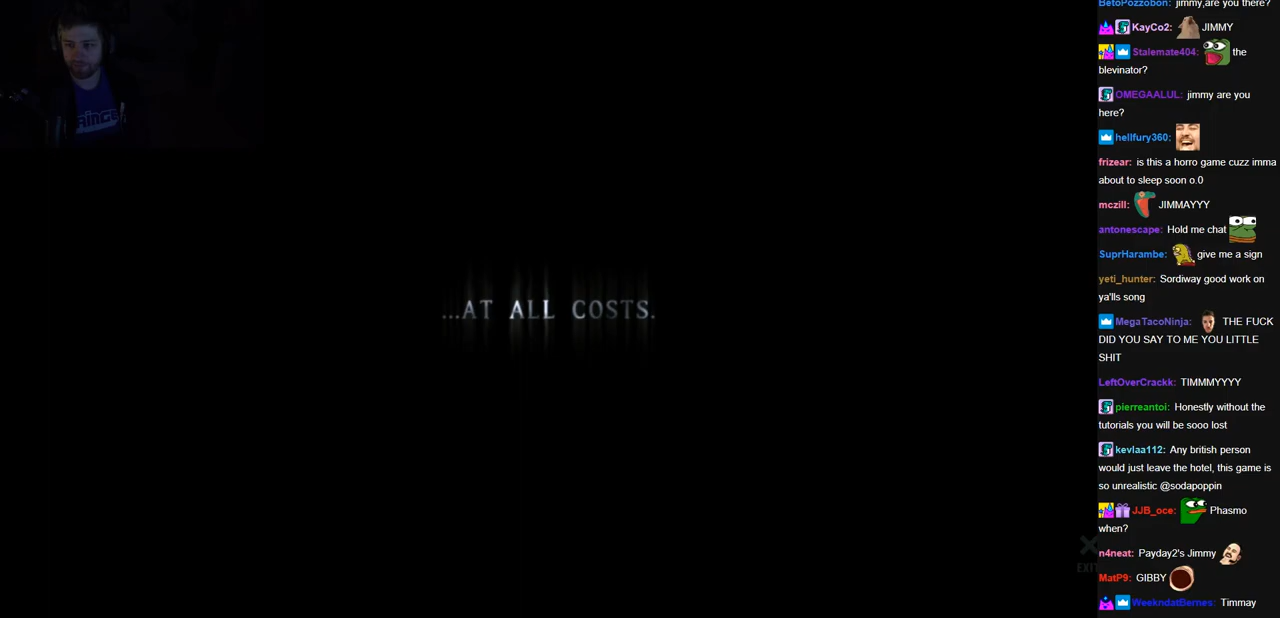 BetoPozzobon: jimmy,are you there?
KayCo2: JIMMY
Stalemate404: the
blevinator?
OMEGAALUL: jimmy are you
here?
hellfury360:
frizear: is this a horro game cuzz imma
about to sleep soon o.0
mczill: JIMMAYYY
antonescape: Hold me chat
SuprHarambe: give me a sign
yeti_hunter: Sordiway good work on
ya'lls song
...AT ALL COSTS.
MegaTacoNinja: THE FUCK
DID YOU SAY TO ME YOU LITTLE
SHIT
LeftOverCrackk: TIMMMYYYY
pierreantoi: Honestly without the
tutorials you will be sooo lost
kevlaa112: Any british person
would just leave the hotel, this game is
so unrealistic @sodapoppin
JJB_oce: Phasmo
when?
n4neat: Payday2's Jimmy
EXIT
MatP9: GIBBY
WeekndatBernes: Timmay